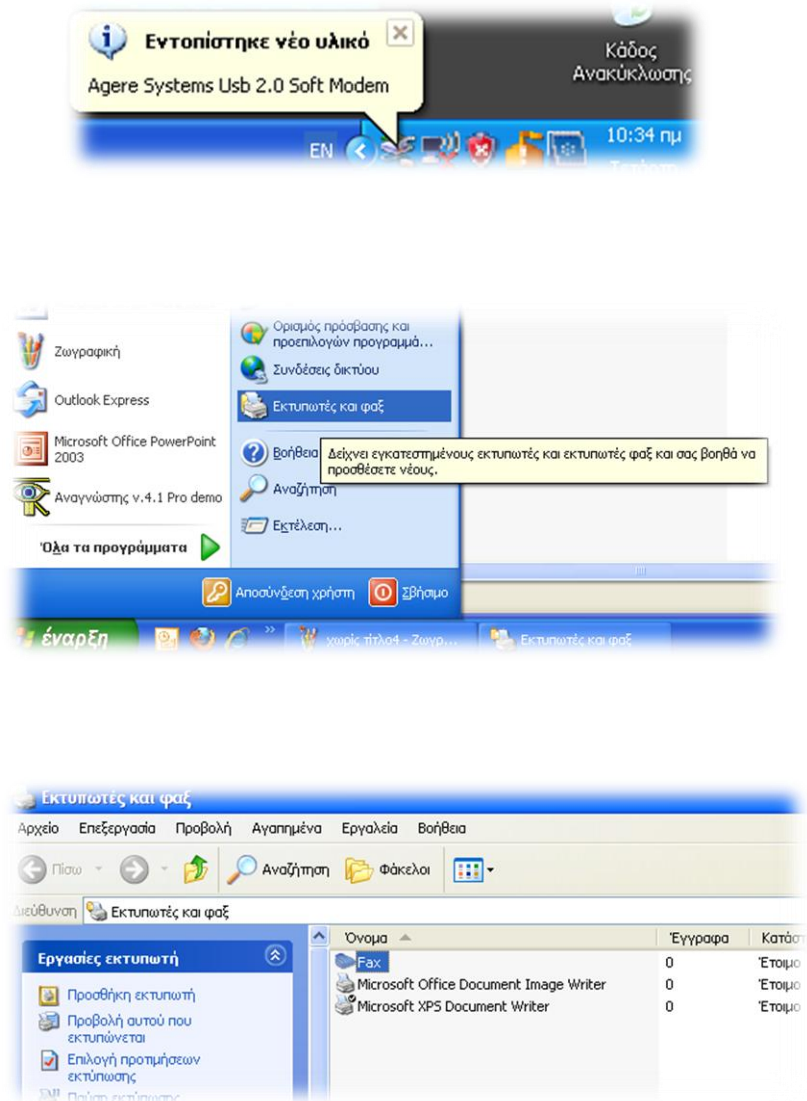 Εντοπίστηκε νέο υλικό
Agere Systems Usb 2.0 Soft Modem
Κάδος
Ανακύκλωσης
EN
10:34 πμ
Ζωγραφική
Outlook Express
Microsoft Office PowerPoint
2003
Αναγνώστης v.4.1 Pro demo
Όλα τα προγράμματα
Ορισμός πρόσβασης και
προεπιλογών προγραμμά...
Συνδέσεις δικτύου
Εκτυπωτές και φαξ
Βοήθεια
Δείχνει εγκατεστημένους εκτυπωτές και εκτυπωτές φαξ και σας βοηθά να
προσθέσετε νέους.
Αναζήτηση
Εκτέλεση...
Αποσύνδεση χρήστη
Σβήσιμο
έναρξη
χωρίς τίτλο4 - Ζωγρ...
Εκτυπωτές και φαξ
Εκτυπωτές και φαξ
Αρχείο Επεξεργασία Προβολή Αγαπημένα Εργαλεία Βοήθεια
Πίσω Αναζήτηση Φάκελοι
Διεύθυνση Εκτυπωτές και φαξ
Εργασίες εκτυπωτή
Προσθήκη εκτυπωτή
Προβολή αυτού που
εκτυπώνεται
Επιλογή προτιμήσεων
εκτύπωσης
Παύση εκτύπωσης
Όνομα Έγγραφα
Fax 0 Έτοιμο
Microsoft Office Document Image Writer 0 Έτοιμο
Microsoft XPS Document Writer 0 Έτοιμο